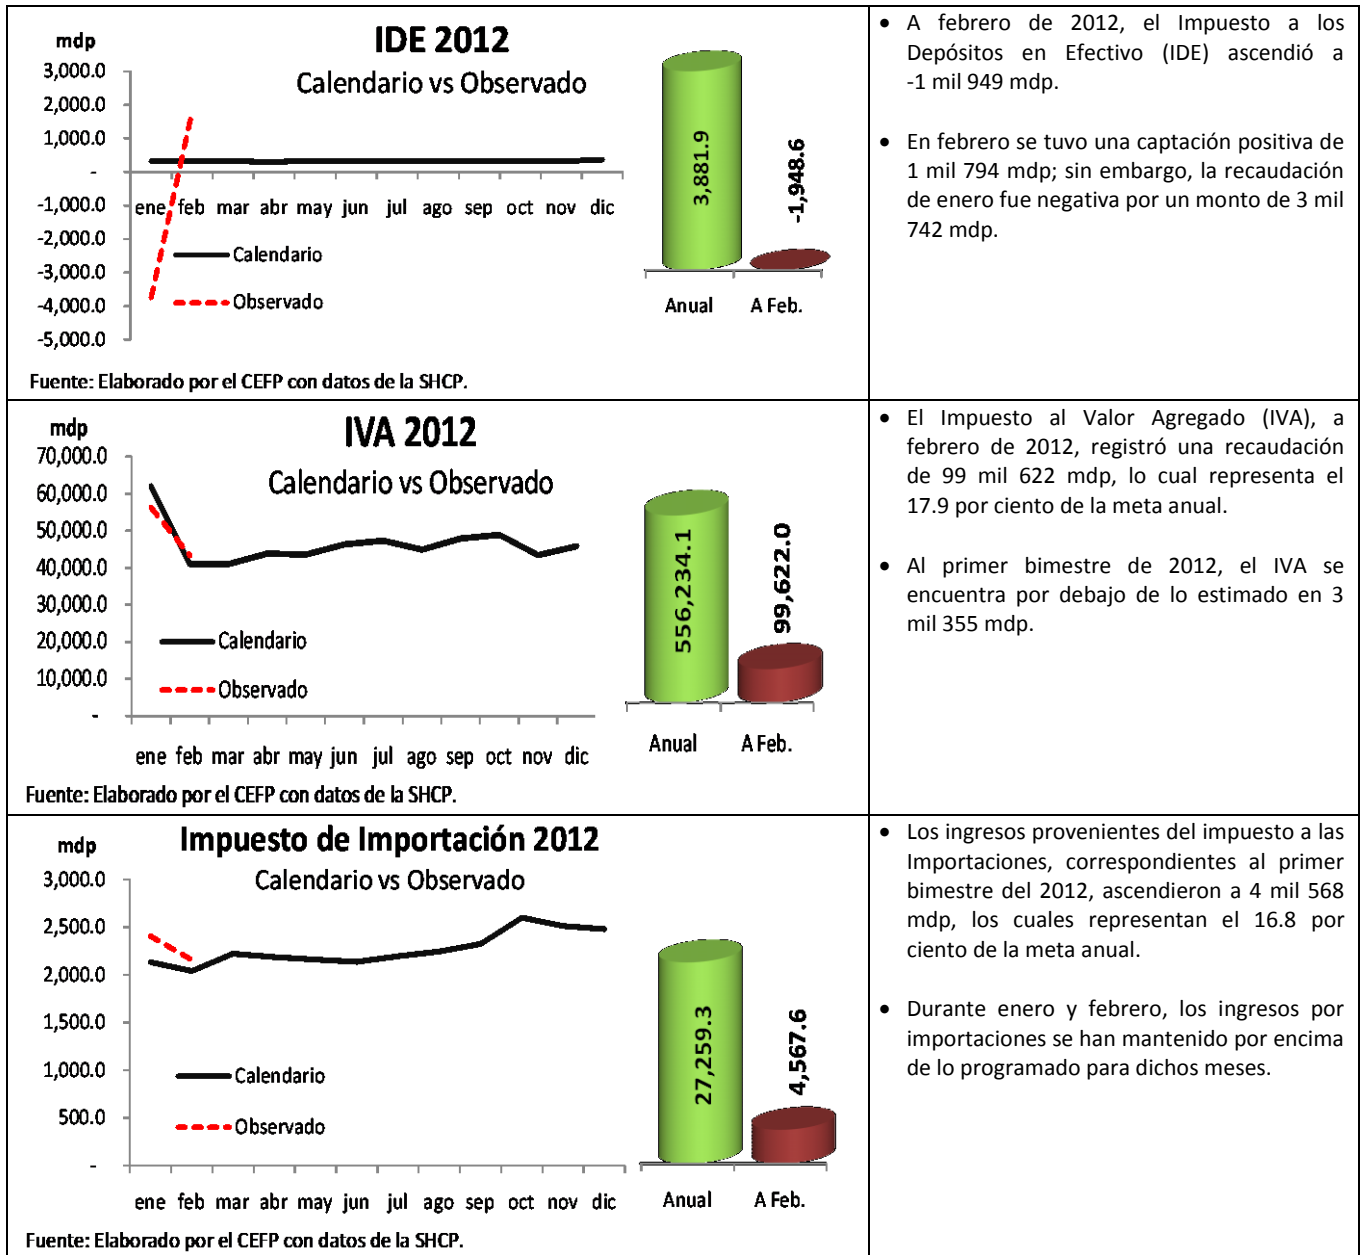 mdp
IDE 2012
Calendario vs Observado
3,000.0
2,000.0
1,000.0
-
-1,000.0
-2,000.0
-3,000.0
-4,000.0
-5,000.0
ene feb mar abr may jun jul ago sep oct nov dic
Calendario
Observado
3,881.9
-1,948.6
Anual A Feb.
Fuente: Elaborado por el CEFP con datos de la SHCP.
• A febrero de 2012, el Impuesto a los
Depósitos en Efectivo (IDE) ascendió a
-1 mil 949 mdp.
• En febrero se tuvo una captación positiva de
1 mil 794 mdp; sin embargo, la recaudación
de enero fue negativa por un monto de 3 mil
742 mdp.
mdp
IVA 2012
Calendario vs Observado
70,000.0
60,000.0
50,000.0
40,000.0
30,000.0
20,000.0
10,000.0
-
Calendario
Observado
ene feb mar abr may jun jul ago sep oct nov dic
556,234.1
99,622.0
Anual A Feb.
Fuente: Elaborado por el CEFP con datos de la SHCP.
• El Impuesto al Valor Agregado (IVA), a
febrero de 2012, registró una recaudación
de 99 mil 622 mdp, lo cual representa el
17.9 por ciento de la meta anual.
• Al primer bimestre de 2012, el IVA se
encuentra por debajo de lo estimado en 3
mil 355 mdp.
mdp
Impuesto de Importación 2012
Calendario vs Observado
3,000.0
2,500.0
2,000.0
1,500.0
1,000.0
500.0
-
Calendario
Observado
ene feb mar abr may jun jul ago sep oct nov dic
27,259.3
4,567.6
Anual A Feb.
Fuente: Elaborado por el CEFP con datos de la SHCP.
• Los ingresos provenientes del impuesto a las
Importaciones, correspondientes al primer
bimestre del 2012, ascendieron a 4 mil 568
mdp, los cuales representan el 16.8 por
ciento de la meta anual.
• Durante enero y febrero, los ingresos por
importaciones se han mantenido por encima
de lo programado para dichos meses.